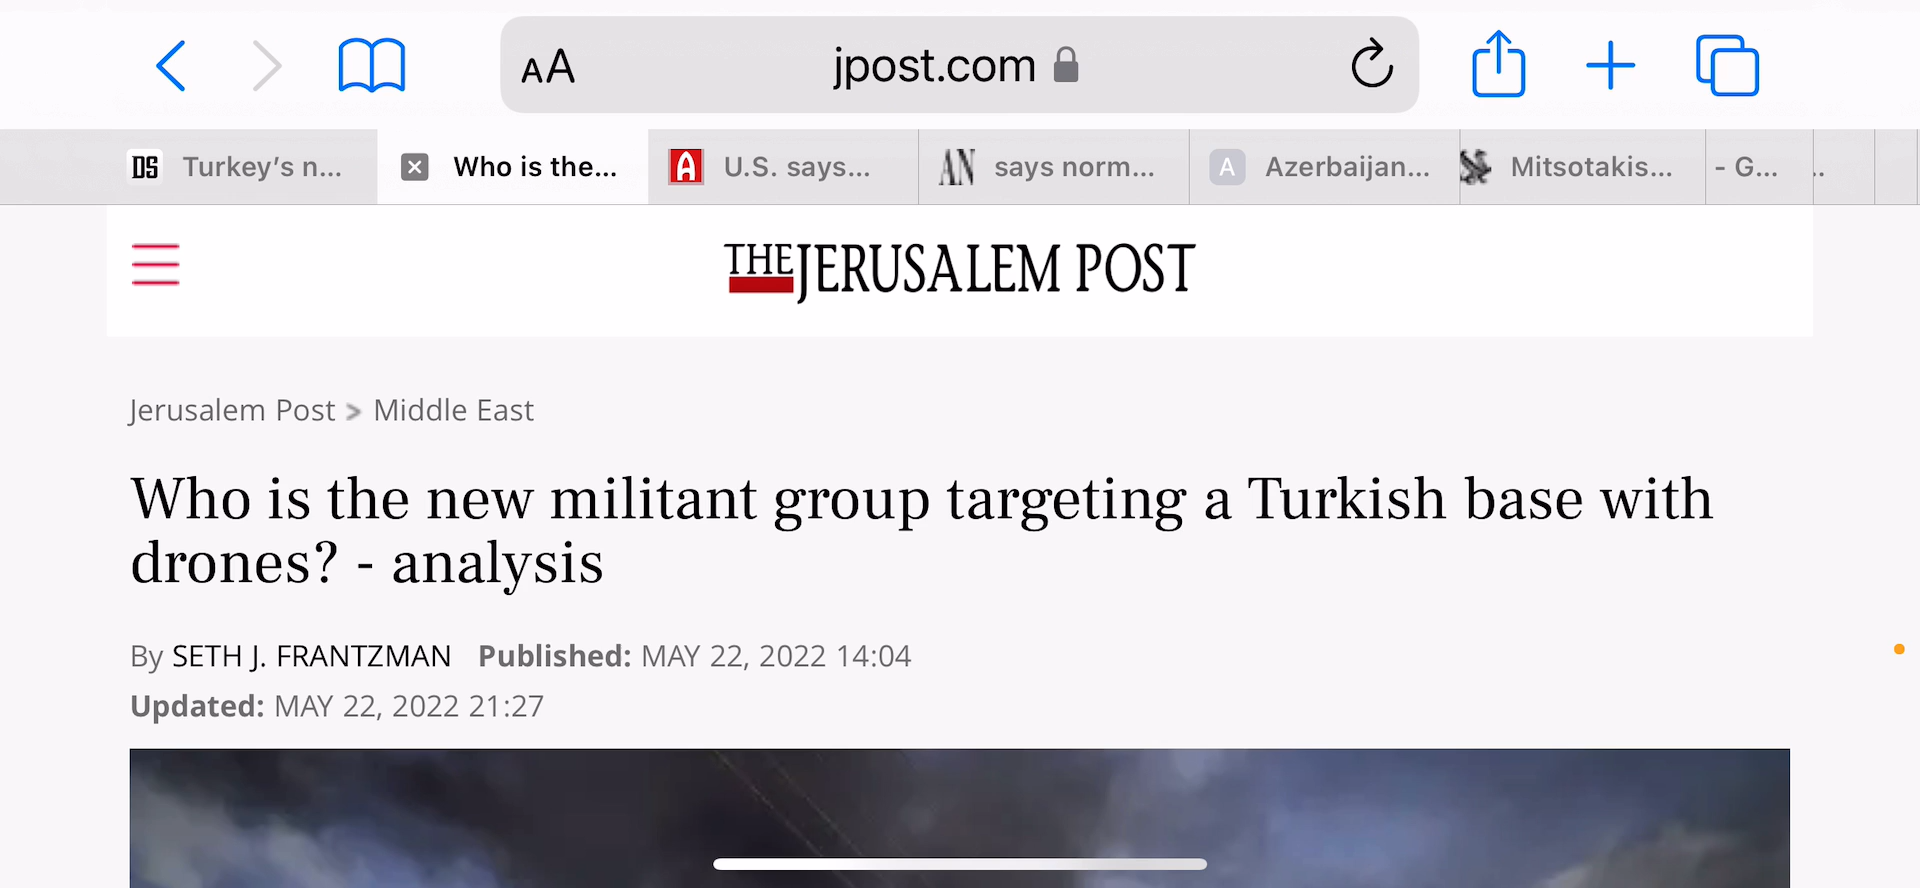 AA jpost.com
DS Turkey's n... Who is the... A U.S. says... AN says norm... A Azerbaijan... Mitsotakis... - G... ..
THE JERUSALEM POST
Jerusalem Post > Middle East
Who is the new militant group targeting a Turkish base with
drones? - analysis
By SETH J. FRANTZMAN Published: MAY 22, 2022 14:04
Updated: MAY 22, 2022 21:27